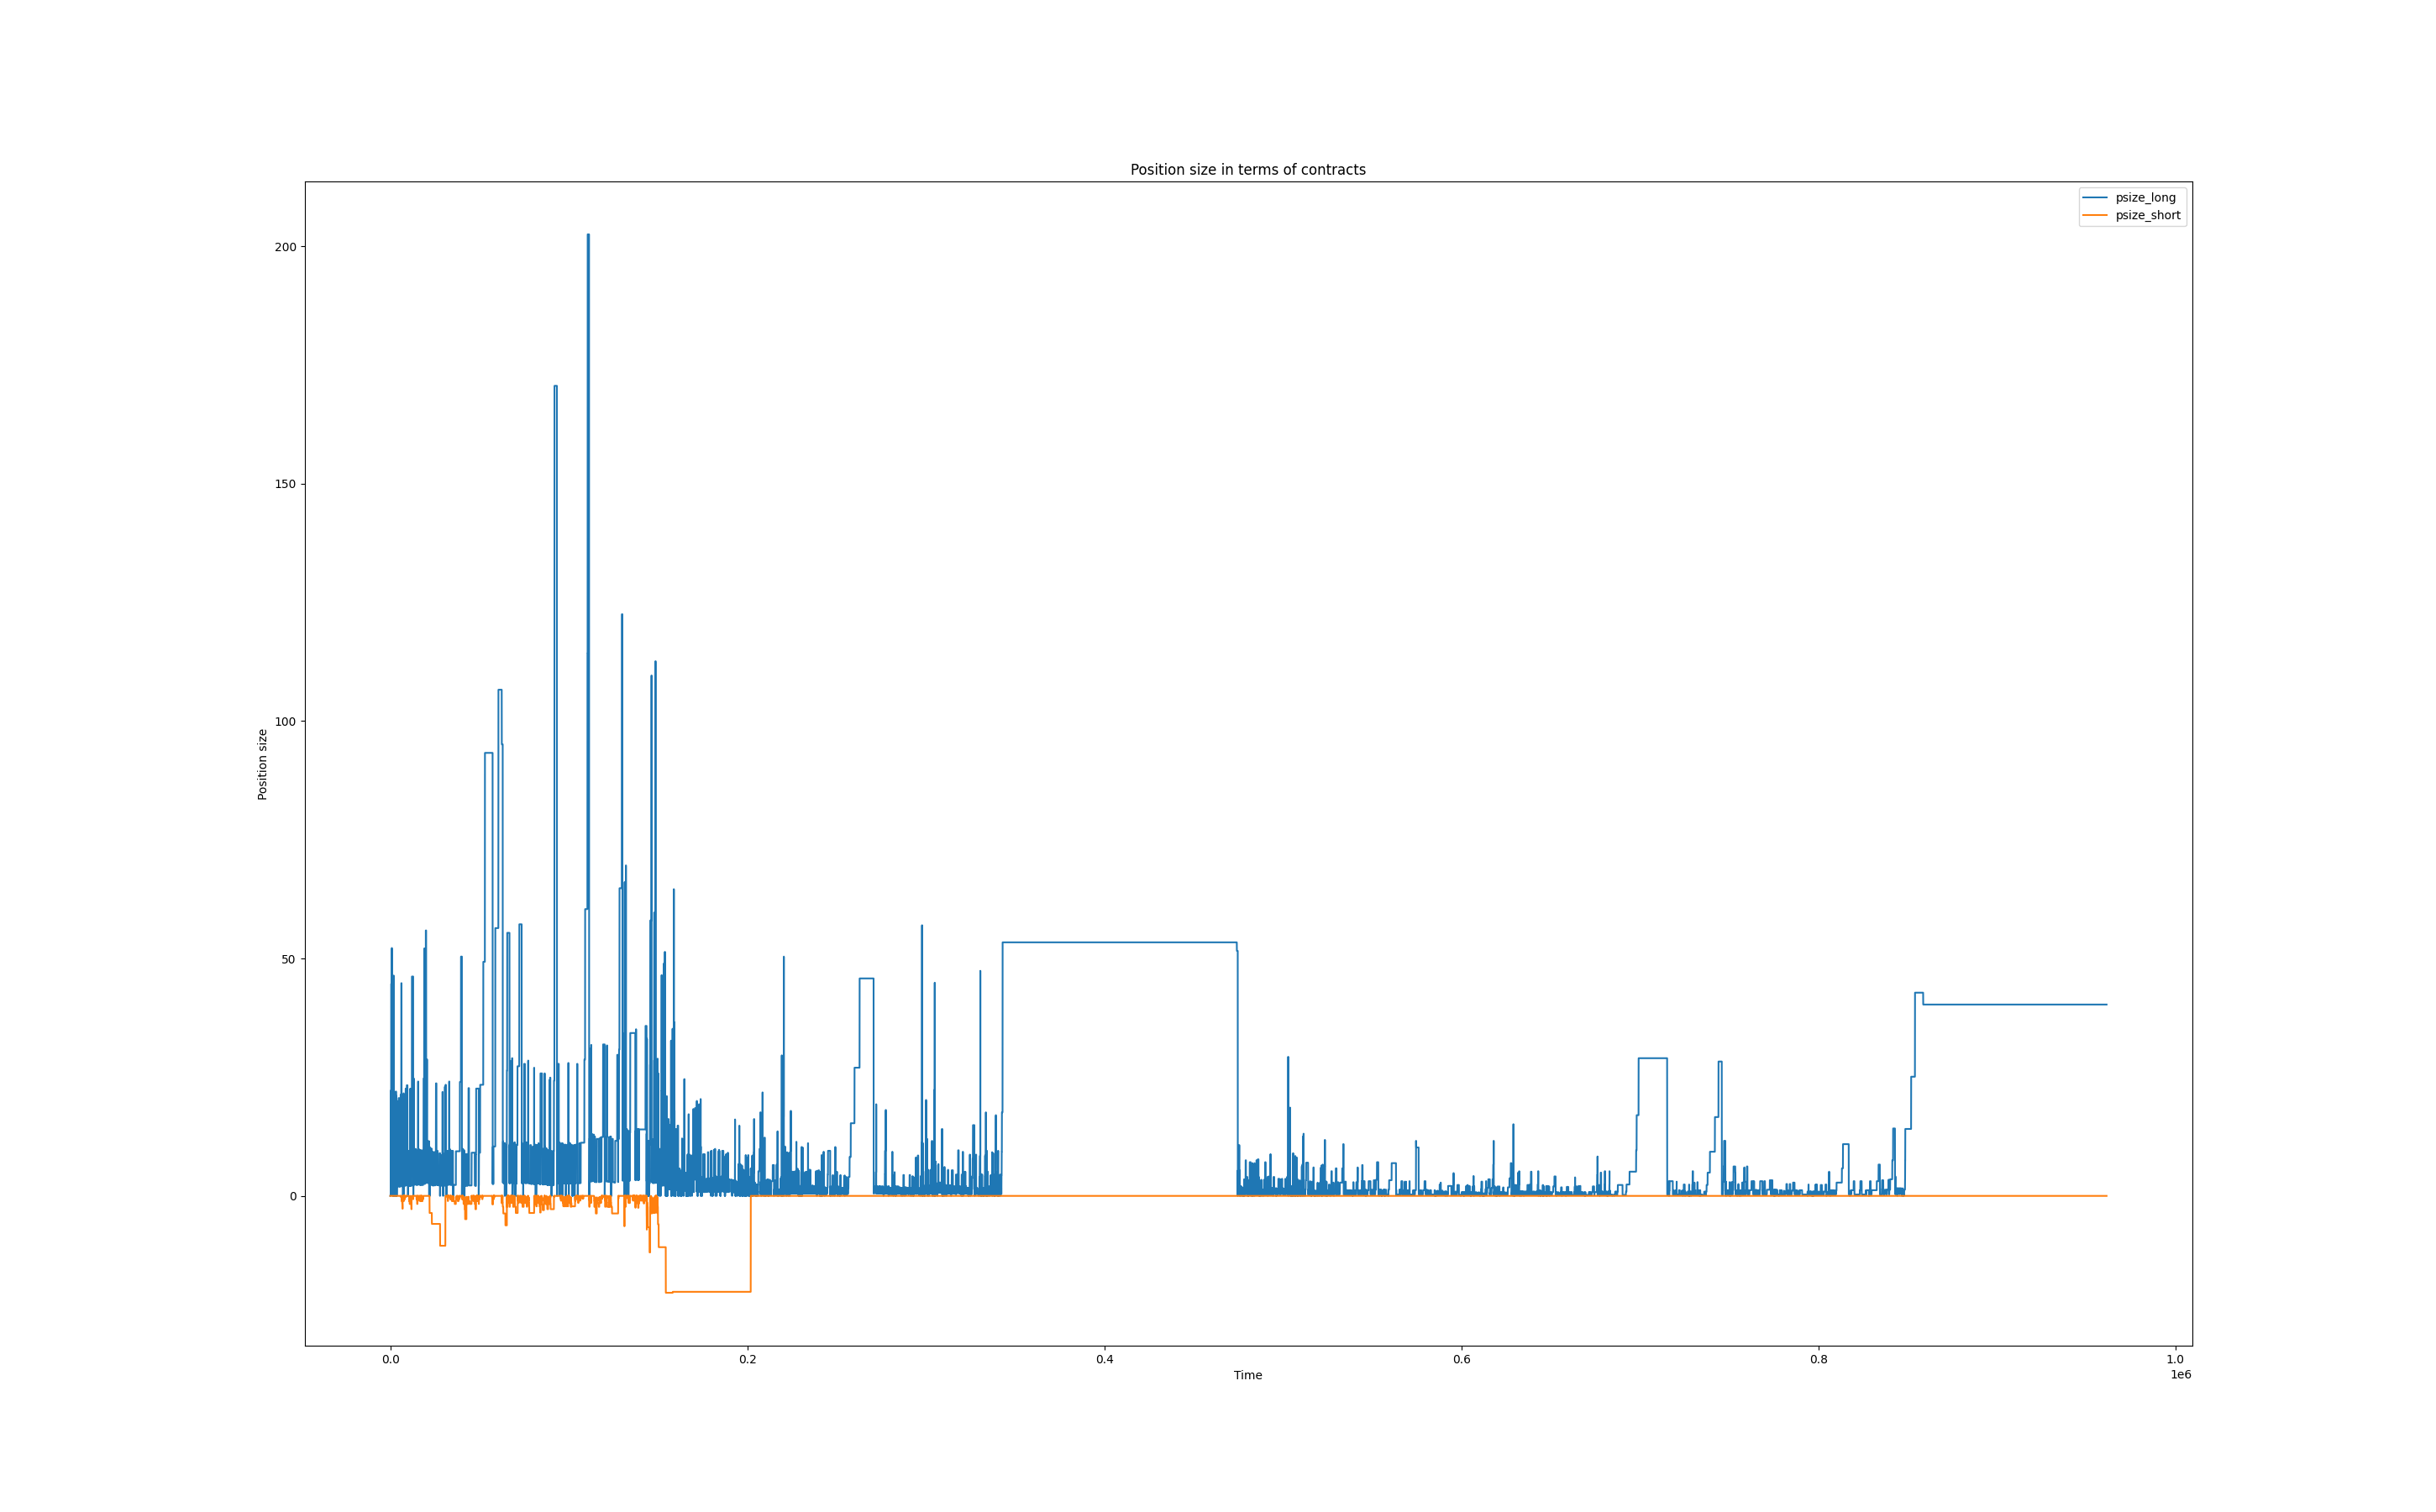 Position size in terms of contracts
psize_long
psize_short
200
150
100
50
0
Position size
0.0 0.2 0.4 0.6 0.8 1.0
Time
1e6